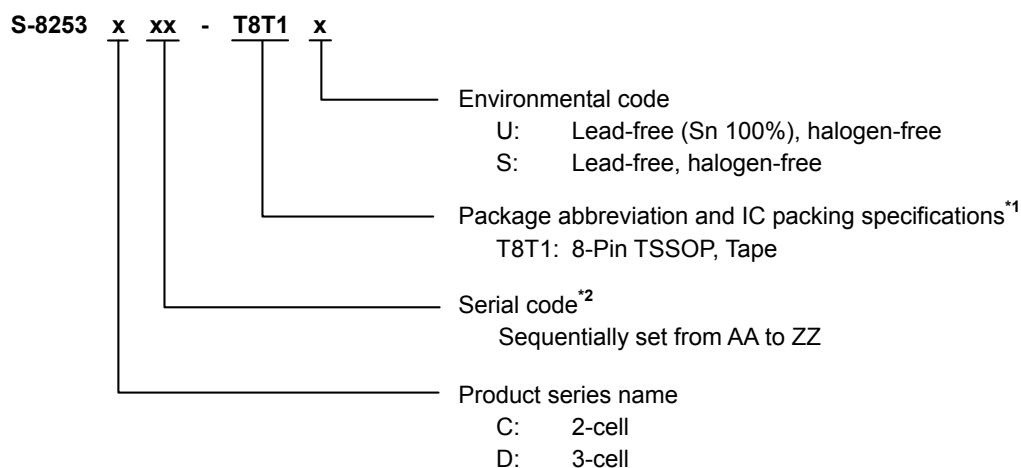 S-8253 x xx - T8T1 x
Environmental code
U: Lead-free (Sn 100%), halogen-free
S: Lead-free, halogen-free
Package abbreviation and IC packing specifications*1
T8T1: 8-Pin TSSOP, Tape
Serial code*2
Sequentially set from AA to ZZ
Product series name
C: 2-cell
D: 3-cell